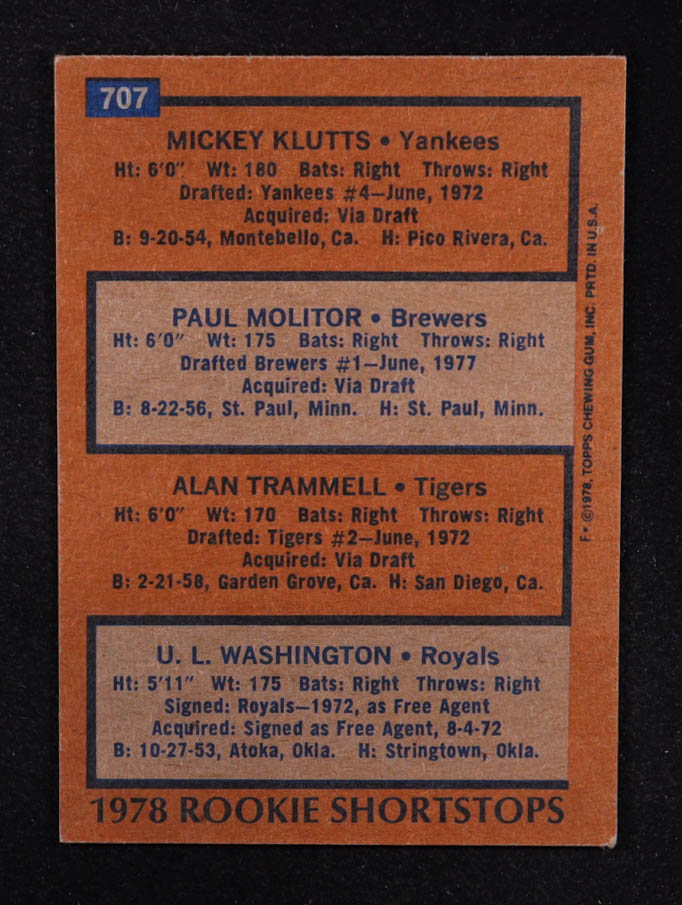 707
MICKEY KLUTTS • Yankees
Ht: 6'0" Wt: 180 Bats: Right Throws: Right
Drafted: Yankees #4—June, 1972
Acquired: Via Draft
B: 9-20-54, Montebello, Ca. H: Pico Rivera, Ca.
PAUL MOLITOR • Brewers
Ht: 6'0" Wt: 175 Bats: Right Throws: Right
Drafted Brewers #1—June, 1977
Acquired: Via Draft
B: 8-22-56, St. Paul, Minn. H: St. Paul, Minn.
ALAN TRAMMELL • Tigers
Ht: 6'0" Wt: 170 Bats: Right Throws: Right
Drafted: Tigers #2—June, 1972
Acquired: Via Draft
B: 2-21-58, Garden Grove, Ca. H: San Diego, Ca.
U. L. WASHINGTON • Royals
Ht: 5'11" Wt: 175 Bats: Right Throws: Right
Signed: Royals—1972, as Free Agent
Acquired: Signed as Free Agent, 8-4-72
B: 10-27-53, Atoka, Okla. H: Stringtown, Okla.
1978 ROOKIE SHORTSTOPS
F* ©1978, TOPPS CHEWING GUM, INC. PRTD. IN U.S.A.